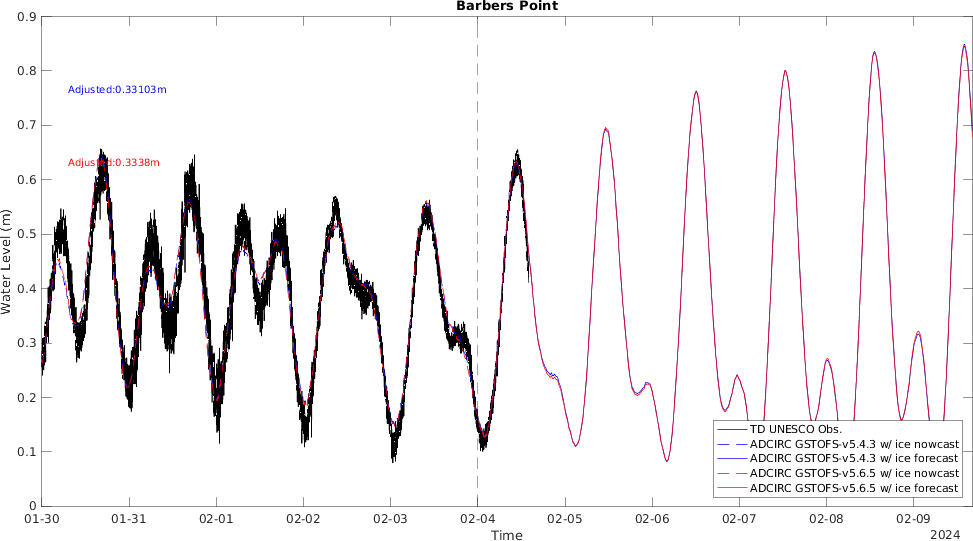 Barbers Point
0.9
0.8
0.7
0.6
0.5
0.4
0.3
0.2
0.1
0
Water Level (m)
Adjusted:0.33103m
Adjusted:0.3338m
TD UNESCO Obs.
ADCIRC GSTOFS-v5.4.3 w/ ice nowcast
ADCIRC GSTOFS-v5.4.3 w/ ice forecast
ADCIRC GSTOFS-v5.6.5 w/ ice nowcast
ADCIRC GSTOFS-v5.6.5 w/ ice forecast
01-30 01-31 02-01 02-02 02-03 02-04 02-05 02-06 02-07 02-08 02-09
Time
2024